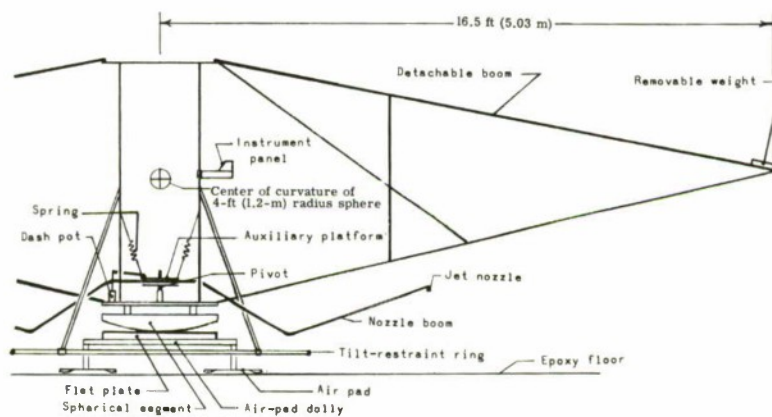 16.5 ft (5.03 m)
Detachable boom
Removable weight
Instrument
panel
Center of curvature of
4-ft (1.2-m) radius sphere
Spring
Auxiliary platform
Dash pot
Pivot
Jet nozzle
Nozzle boom
Tilt-restraint ring
Epoxy floor
Flat plate
Air pad
Spherical segment
Air-pad dolly